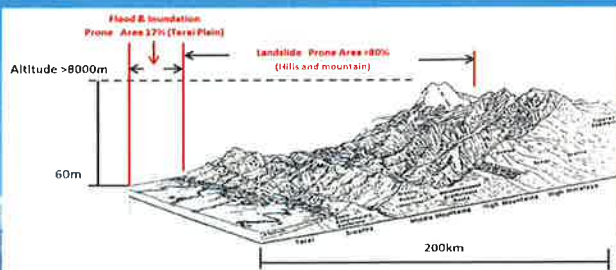 Flood & Inundation
Prone Area 17% (Terai Plain)
Landslide Prone Area >80%
(Hills and mountain)
Altitude >8000m
60m
Terai
Siwaliks
Middle Mountains
High Mountains
High Himalaya
200km